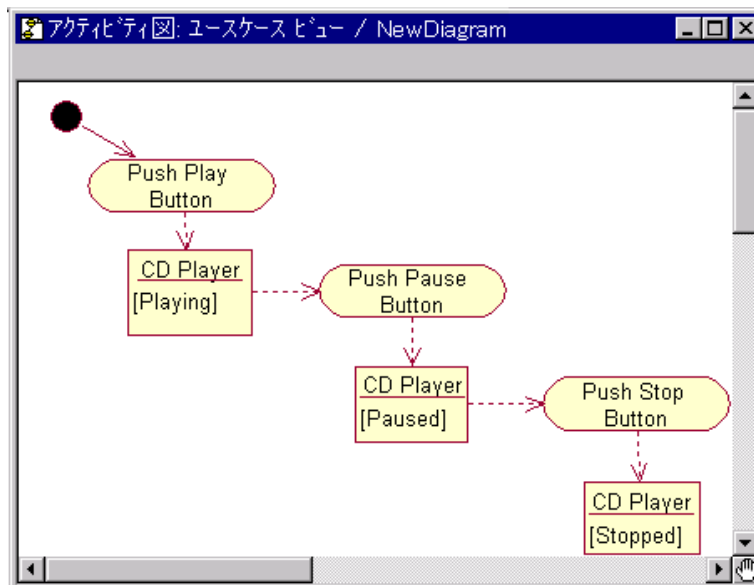 アクティビティ図: ユースケース ビュー / NewDiagram
Push Play
Button
CD Player
[Playing]
Push Pause
Button
CD Player
[Paused]
Push Stop
Button
CD Player
[Stopped]